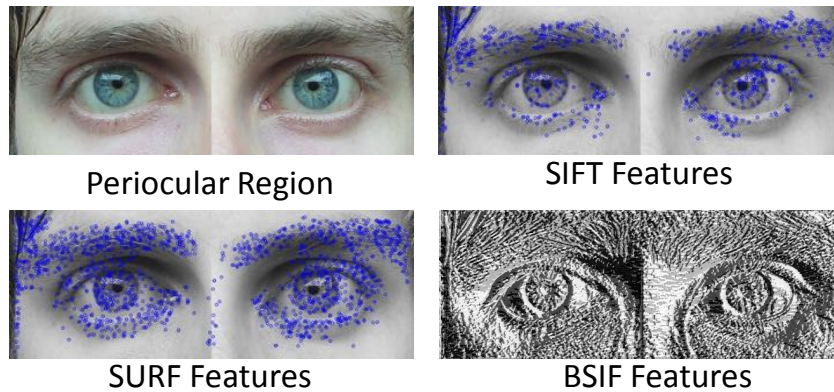 Periocular Region
SIFT Features
SURF Features
BSIF Features